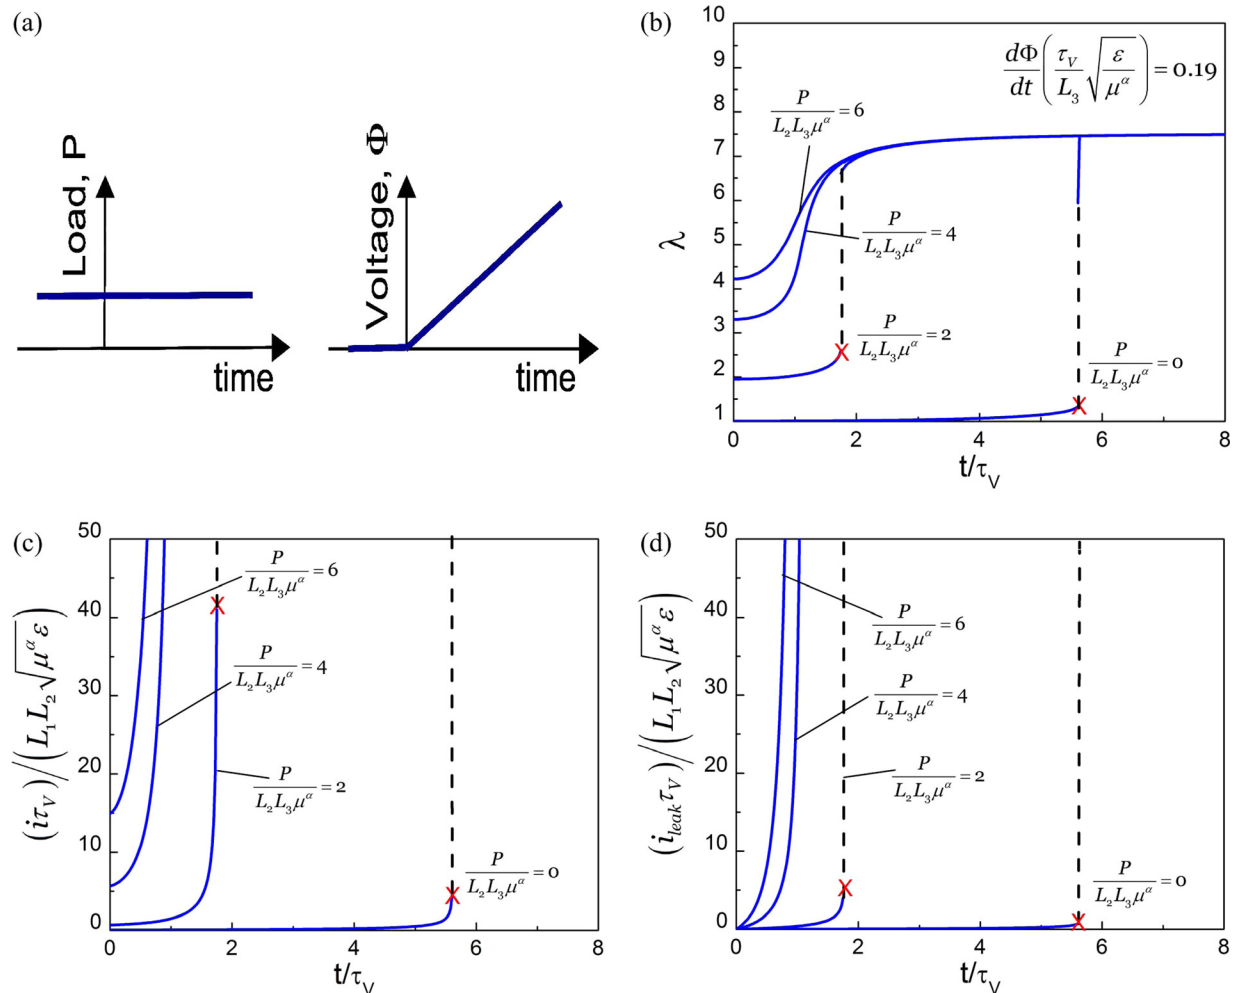 (a)
Load, P
time
Voltage, Φ
time
(b)
10
9
8
7
6
5
4
3
2
1
λ
0 2 4 6 8
t/τ_V
dΦ/dt (τ_V/L_3 √(ε/μ^α)) = 0.19
P/(L_2L_3μ^α) = 6
P/(L_2L_3μ^α) = 4
P/(L_2L_3μ^α) = 2
P/(L_2L_3μ^α) = 0
(c)
50
40
30
20
10
0
(iτ_V)/(L_1L_2√(μ^αε))
0 2 4 6 8
t/τ_V
P/(L_2L_3μ^α) = 6
P/(L_2L_3μ^α) = 4
P/(L_2L_3μ^α) = 2
P/(L_2L_3μ^α) = 0
(d)
50
40
30
20
10
0
(i_leak τ_V)/(L_1L_2√(μ^αε))
0 2 4 6 8
t/τ_V
P/(L_2L_3μ^α) = 6
P/(L_2L_3μ^α) = 4
P/(L_2L_3μ^α) = 2
P/(L_2L_3μ^α) = 0